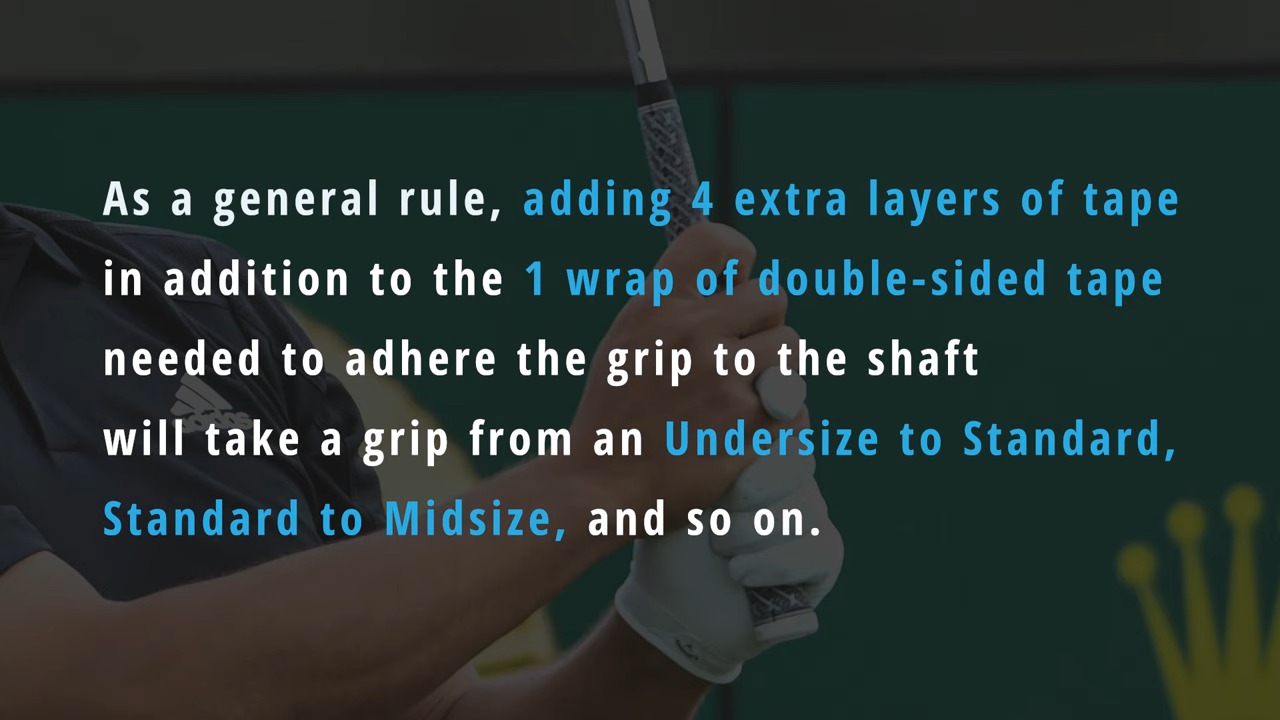 As a general rule, adding 4 extra layers of tape
in addition to the 1 wrap of double-sided tape
needed to adhere the grip to the shaft
will take a grip from an Undersize to Standard,
Standard to Midsize, and so on.
adidas